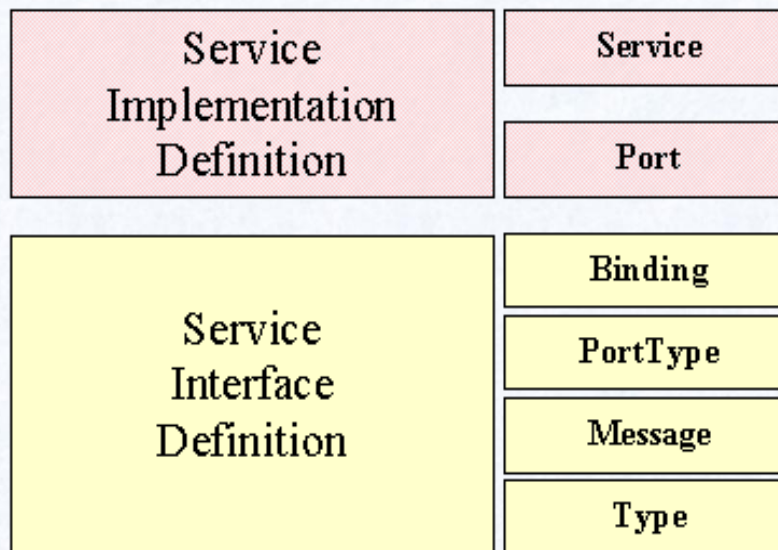 Service
Implementation
Definition
Service
Port
Service
Interface
Definition
Binding
PortType
Message
Type